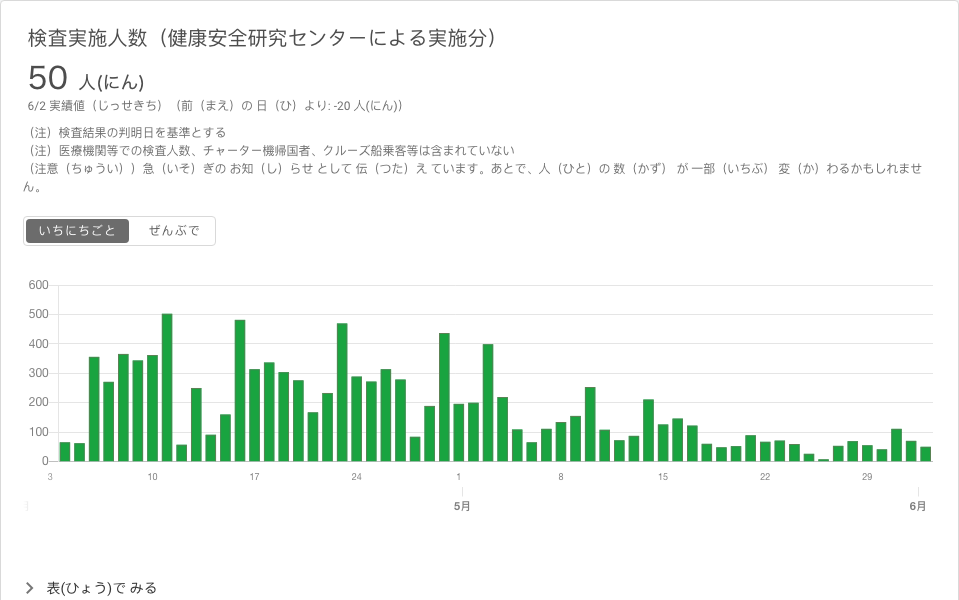 検査実施人数（健康安全研究センターによる実施分）
50 人(にん)
6/2 実績値（じっせきち）（前（まえ）の 日（ひ）より: -20 人(にん)）
（注）検査結果の判明日を基準とする
（注）医療機関等での検査人数、チャーター機帰国者、クルーズ船乗客等は含まれていない
（注意（ちゅうい））急（いそ）ぎの お知（し）らせ として 伝（つた）え ています。あとで、人（ひと）の 数（かず） が 一部（いちぶ） 変（か）わるかもしれませ
ん。
いちにちごと ぜんぶで
600
500
400
300
200
100
0
3 10 17 24 1 8 15 22 29
5月 6月
表(ひょう)で みる